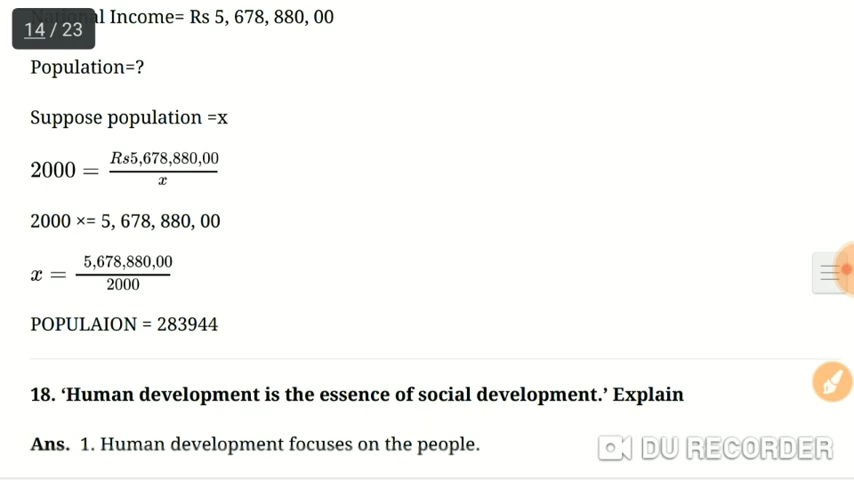 14 / 23
al Income= Rs 5, 678, 880, 00
Population=?
Suppose population =x
2000 = Rs5,678,880,00 / x
2000 ×= 5, 678, 880, 00
x = 5,678,880,00 / 2000
POPULAION = 283944
18. ‘Human development is the essence of social development.’ Explain
Ans. 1. Human development focuses on the people.
DU RECORDER